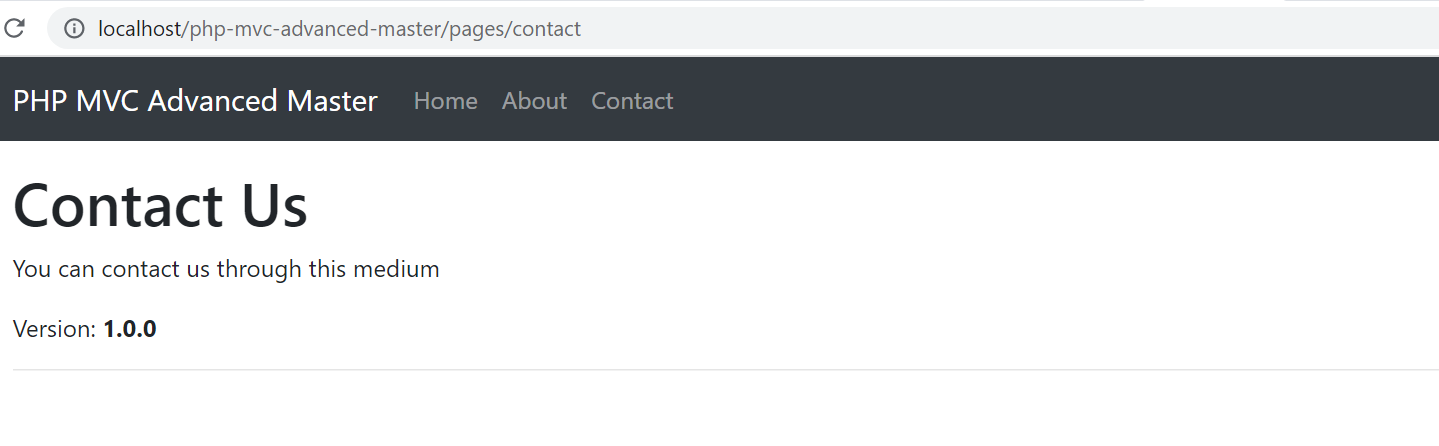 localhost/php-mvc-advanced-master/pages/contact
PHP MVC Advanced Master Home About Contact
Contact Us
You can contact us through this medium
Version: 1.0.0